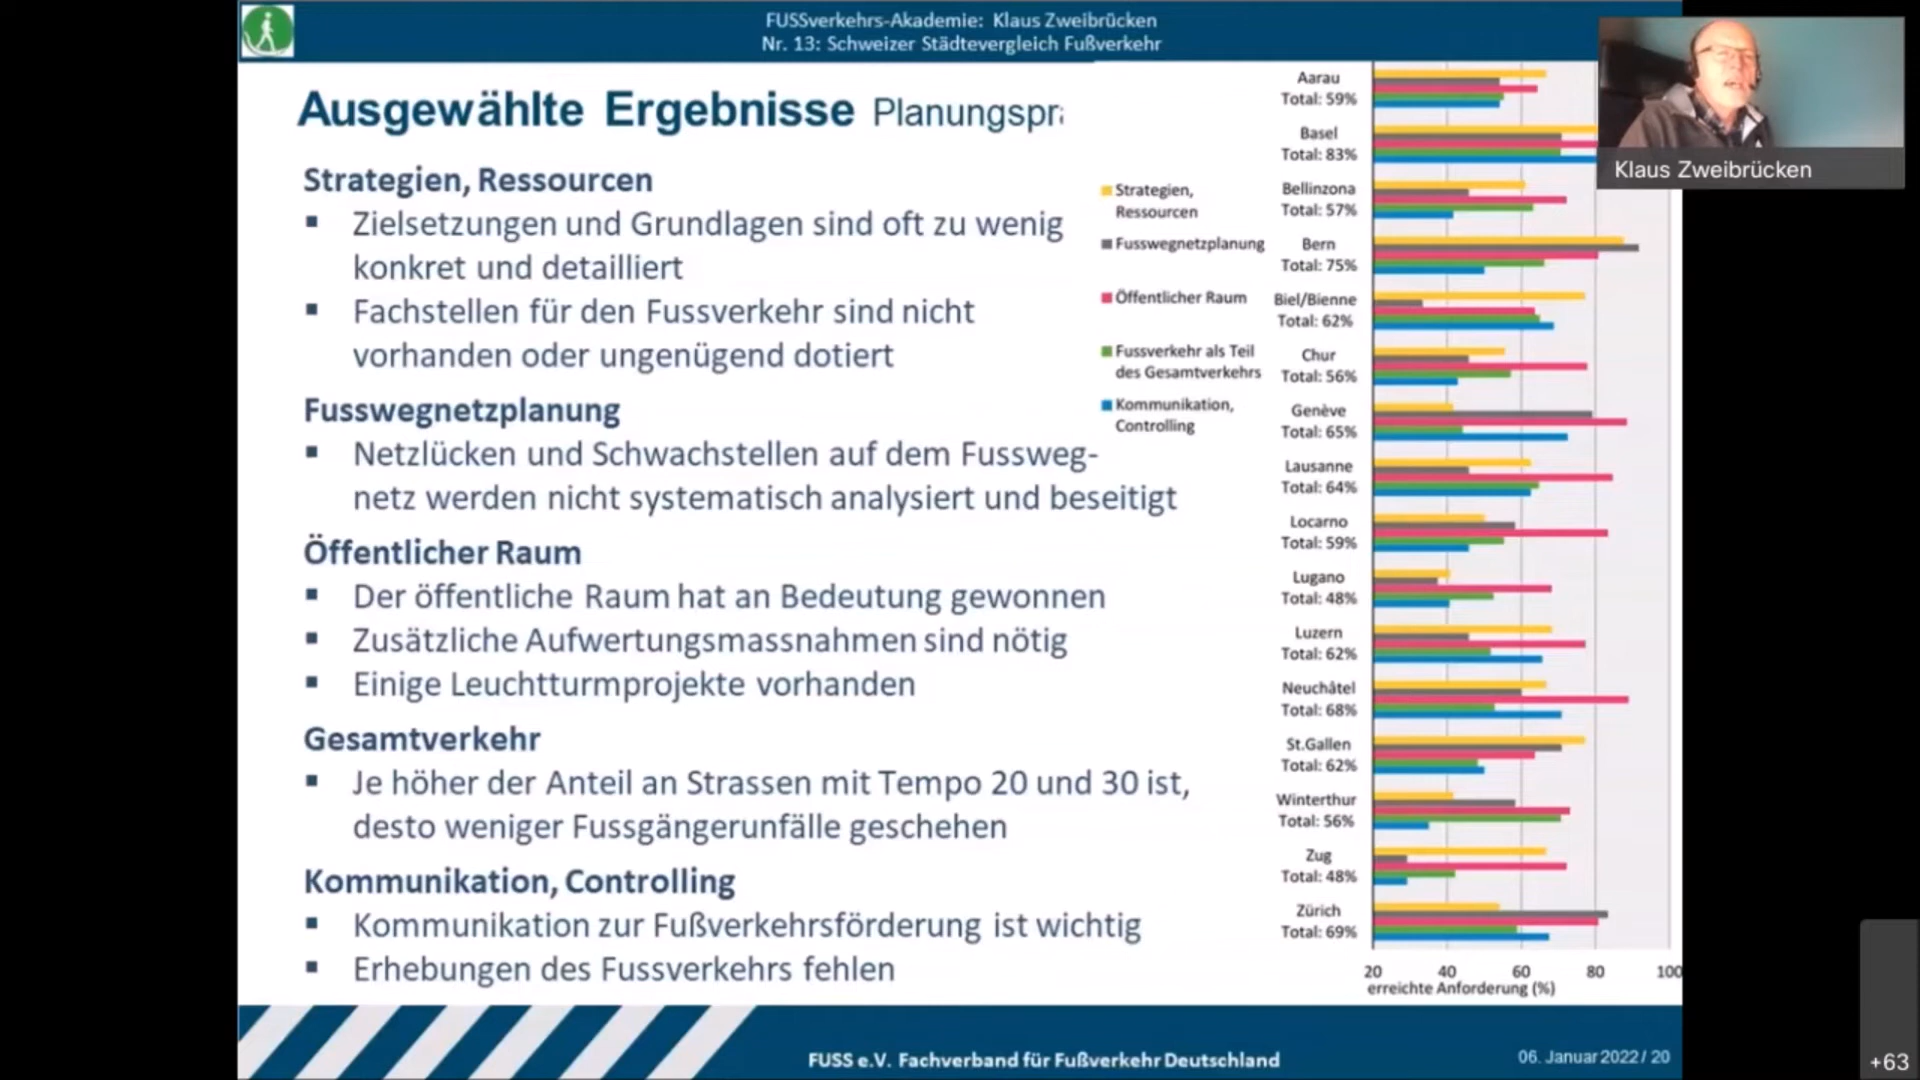 FUSSverkehrs-Akademie: Klaus Zweibrücken
Nr. 13: Schweizer Städtevergleich Fußverkehr
Ausgewählte Ergebnisse
Strategien, Ressourcen
Zielsetzungen und Grundlagen sind oft zu wenig
konkret und detailliert
Fachstellen für den Fussverkehr sind nicht
vorhanden oder ungenügend dotiert
Fusswegnetzplanung
Netzlücken und Schwachstellen auf dem Fussweg-
netz werden nicht systematisch analysiert und beseitigt
Öffentlicher Raum
Der öffentliche Raum hat an Bedeutung gewonnen
Zusätzliche Aufwertungsmassnahmen sind nötig
Einige Leuchtturmprojekte vorhanden
Gesamtverkehr
Je höher der Anteil an Strassen mit Tempo 20 und 30 ist,
desto weniger Fussgängerunfälle geschehen
Kommunikation, Controlling
Kommunikation zur Fußverkehrsförderung ist wichtig
Erhebungen des Fussverkehrs fehlen
Strategien,
Ressourcen
Fusswegnetzplanung
Öffentlicher Raum
Fussverkehr als Teil
des Gesamtverkehrs
Kommunikation,
Controlling
Aarau
Total: 59%
Basel
Total: 83%
Bellinzona
Total: 57%
Bern
Total: 75%
Biel/Bienne
Total: 62%
Chur
Total: 56%
Genève
Total: 65%
Lausanne
Total: 64%
Locarno
Total: 59%
Lugano
Total: 48%
Luzern
Total: 62%
Neuchâtel
Total: 68%
St.Gallen
Total: 62%
Winterthur
Total: 56%
Zug
Total: 48%
Zürich
Total: 69%
20 40 60 80 100
erreichte Anforderung (%)
Klaus Zweibrücken
FUSS e.V. Fachverband für Fußverkehr Deutschland
06. Januar 2022 / 20
+63